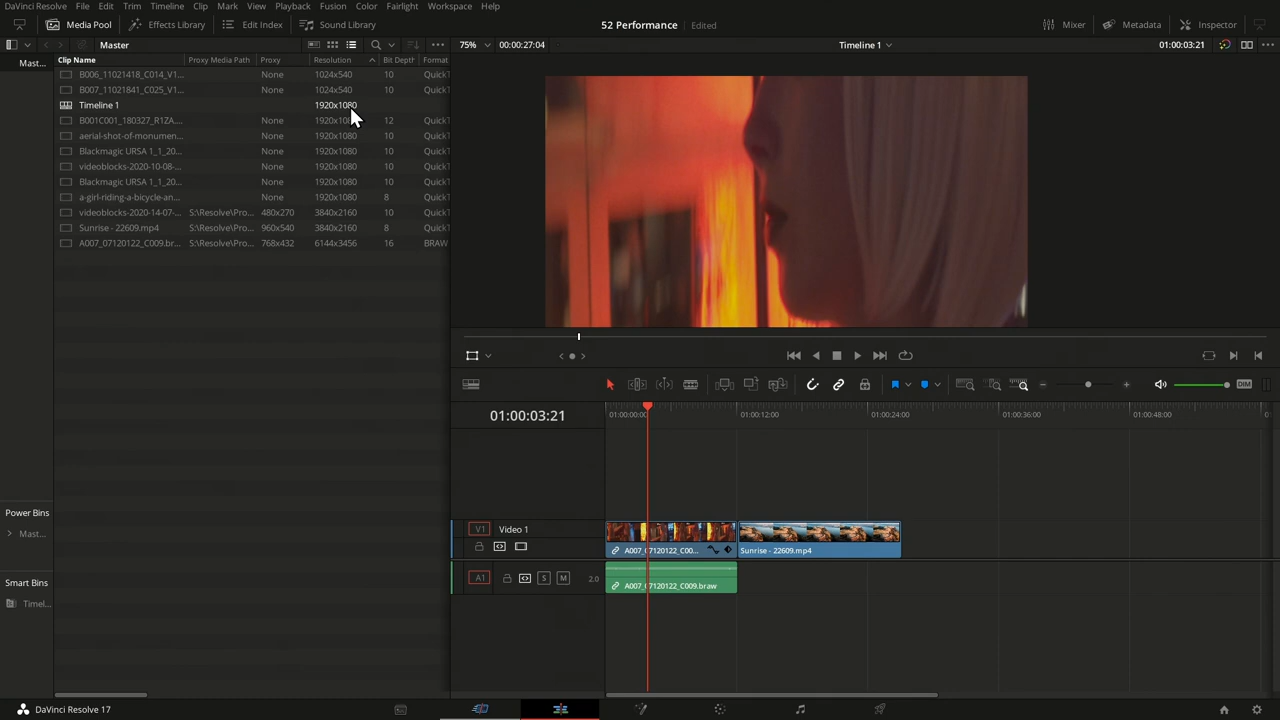 DaVinci Resolve File Edit Trim Timeline Clip Mark View Playback Fusion Color Fairlight Workspace Help
Media Pool Effects Library Edit Index Sound Library 52 Performance Edited Mixer Metadata Inspector
Master 75% 00:00:27:04 Timeline 1 01:00:03:21
Mast... Clip Name Proxy Media Path Proxy Resolution Bit Depth Format
B006_11021418_C014_V1... None 1024x540 10 QuickT
B007_11021841_C025_V1... None 1024x540 10 QuickT
Timeline 1 1920x1080
B001C001_180327_R1ZA.... None 1920x1080 12 QuickT
aerial-shot-of-monumen... None 1920x1080 10 QuickT
Blackmagic URSA 1_1_20... None 1920x1080 10 QuickT
videoblocks-2020-10-08-... None 1920x1080 10 QuickT
Blackmagic URSA 1_1_20... None 1920x1080 10 QuickT
a-girl-riding-a-bicycle-an... None 1920x1080 8 QuickT
videoblocks-2020-14-07-... S:\Resolve\Pro... 480x270 3840x2160 10 QuickT
Sunrise - 22609.mp4 S:\Resolve\Pro... 960x540 3840x2160 8 QuickT
A007_07120122_C009.br... S:\Resolve\Pro... 768x432 6144x3456 16 BRAW
DIM
01:00:03:21 01:00:00:00 01:00:12:00 01:00:24:00 01:00:36:00 01:00:48:00
Power Bins
Mast...
V1 Video 1
A007_07120122_C00... Sunrise - 22609.mp4
A1 S M 2.0
A007_07120122_C009.braw
Smart Bins
Timel...
DaVinci Resolve 17